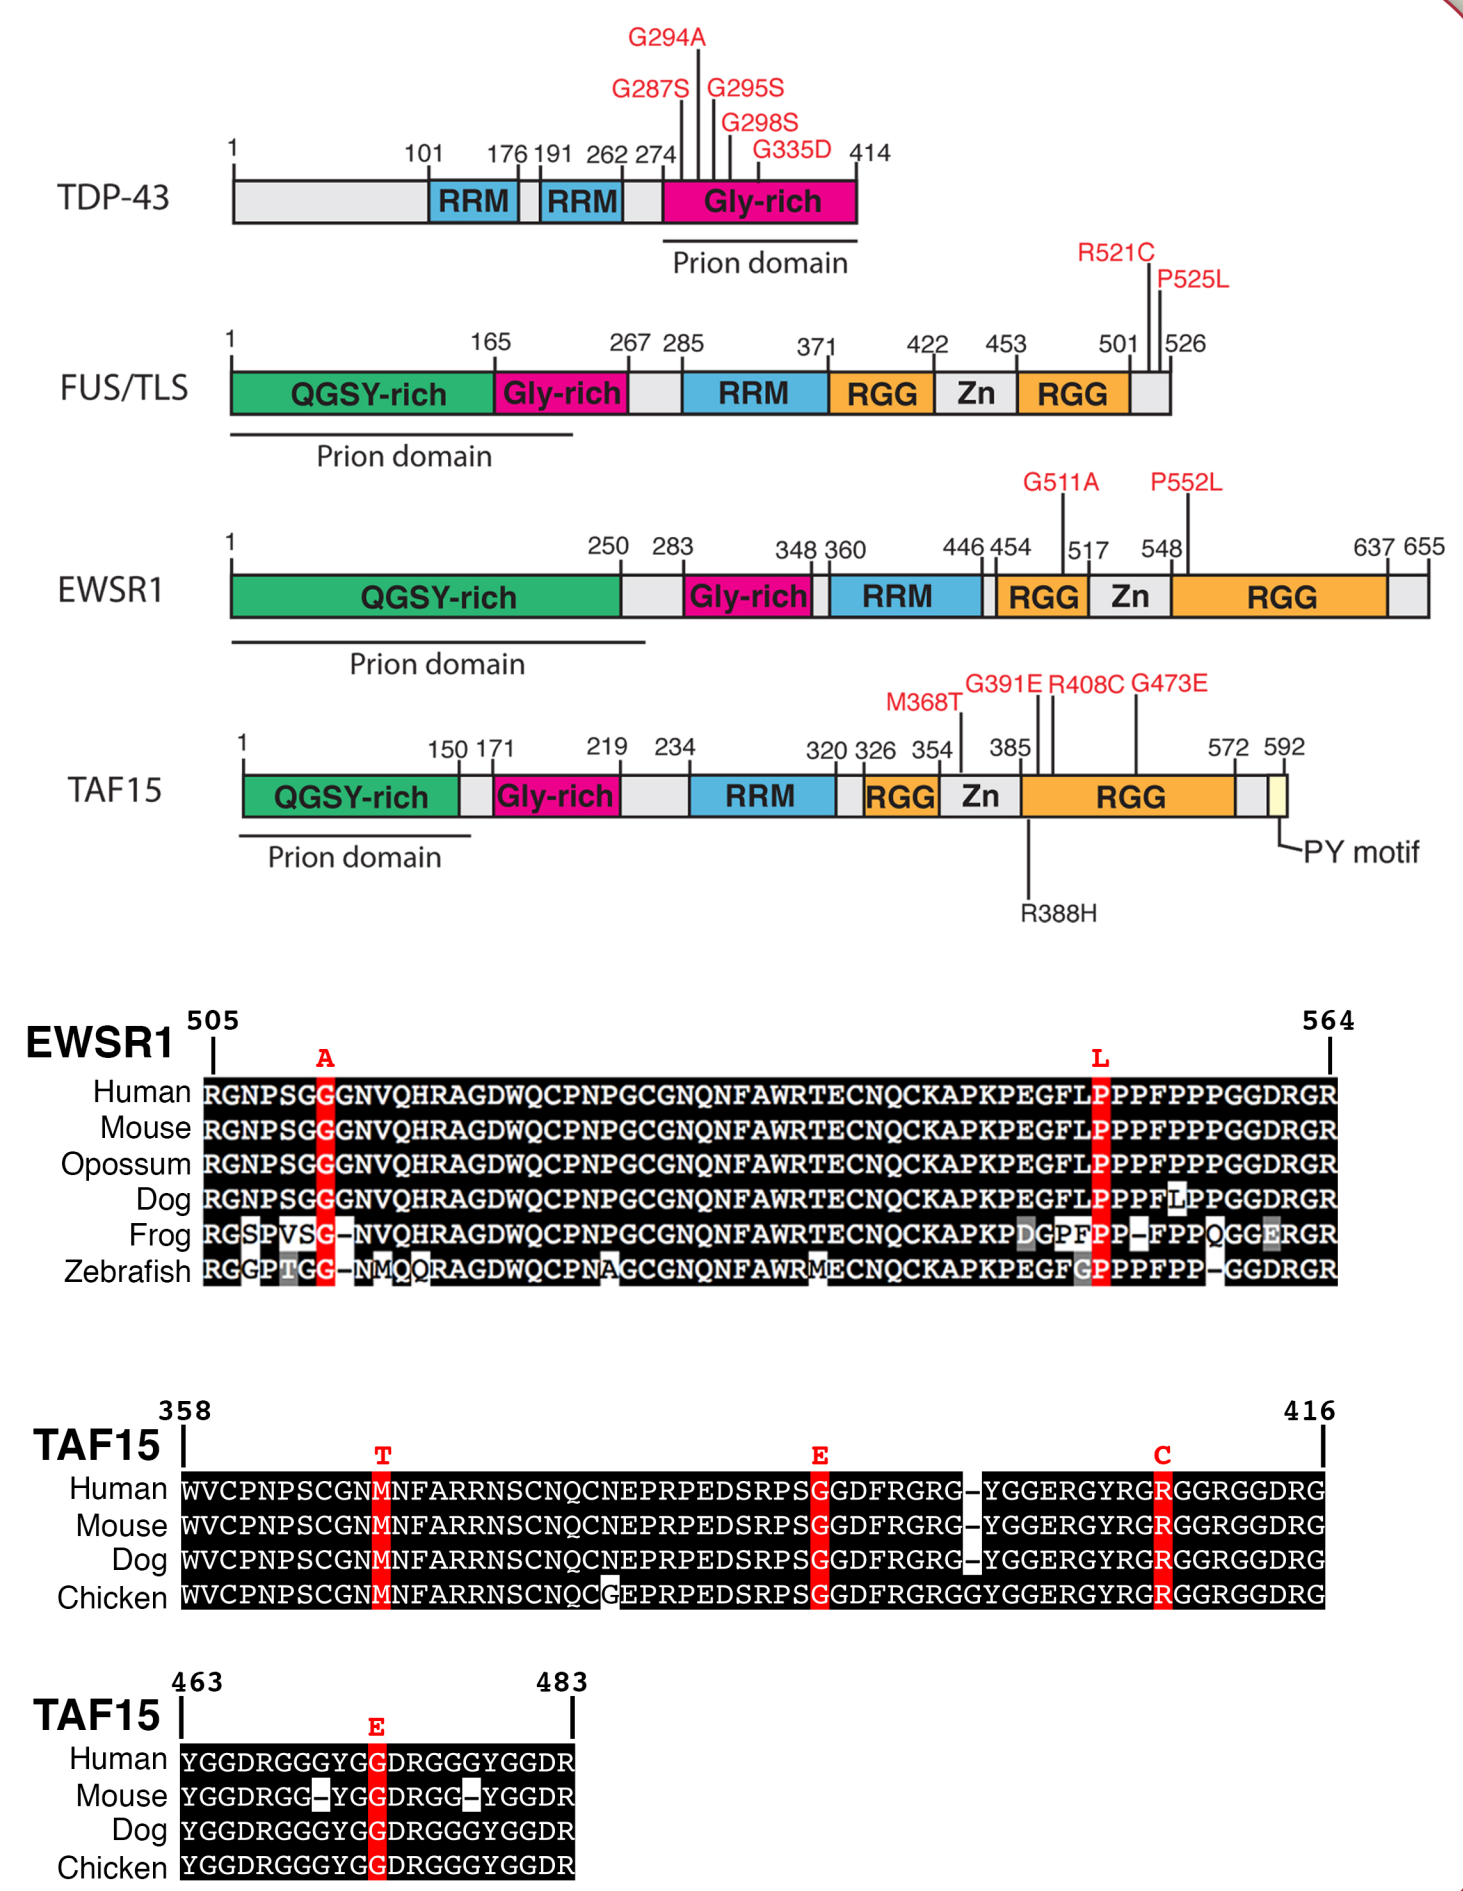 G294A
G287S G295S
G298S
G335D
1 101 176 191 262 274 414
TDP-43 RRM RRM Gly-rich
Prion domain
R521C
P525L
1 165 267 285 371 422 453 501 526
FUS/TLS QGSY-rich Gly-rich RRM RGG Zn RGG
Prion domain
G511A P552L
1 250 283 348 360 446 454 517 548 637 655
EWSR1 QGSY-rich Gly-rich RRM RGG Zn RGG
Prion domain
M368T G391E R408C G473E
1 150 171 219 234 320 326 354 385 572 592
TAF15 QGSY-rich Gly-rich RRM RGG Zn RGG
Prion domain
PY motif
R388H
505 564
EWSR1 A L
Human RGNPSGGGNVQHRAGDWQCPNPGCGNQNFAWRTECNQCKAPKPEGFLPPPFPPPGGDRGR
Mouse RGNPSGGGNVQHRAGDWQCPNPGCGNQNFAWRTECNQCKAPKPEGFLPPPFPPPGGDRGR
Opossum RGNPSGGGNVQHRAGDWQCPNPGCGNQNFAWRTECNQCKAPKPEGFLPPPFPPPGGDRGR
Dog RGNPSGGGNVQHRAGDWQCPNPGCGNQNFAWRTECNQCKAPKPEGFLPPPFLPPGGDRGR
Frog RGSPVSG-NVQHRAGDWQCPNPGCGNQNFAWRTECNQCKAPKPDGPFPP-FPPQGGERGR
Zebrafish RGGPTGG-NMQQRAGDWQCPNAGCGNQNFAWRMECNQCKAPKPEGFGPPPFPP-GGDRGR
358 416
TAF15 T E C
Human WVCPNPSCGNMNFARRNSCNQCNEPRPEDSRPSGGDFRGRG-YGGERGYRGRGGRGGDRG
Mouse WVCPNPSCGNMNFARRNSCNQCNEPRPEDSRPSGGDFRGRG-YGGERGYRGRGGRGGDRG
Dog WVCPNPSCGNMNFARRNSCNQCNEPRPEDSRPSGGDFRGRG-YGGERGYRGRGGRGGDRG
Chicken WVCPNPSCGNMNFARRNSCNQCGEPRPEDSRPSGGDFRGRGGYGGERGYRGRGGRGGDRG
463 483
TAF15 E
Human YGGDRGGGYGGDRGGGYGGDR
Mouse YGGDRGG-YGGDRGG-YGGDR
Dog YGGDRGGGYGGDRGGGYGGDR
Chicken YGGDRGGGYGGDRGGGYGGDR